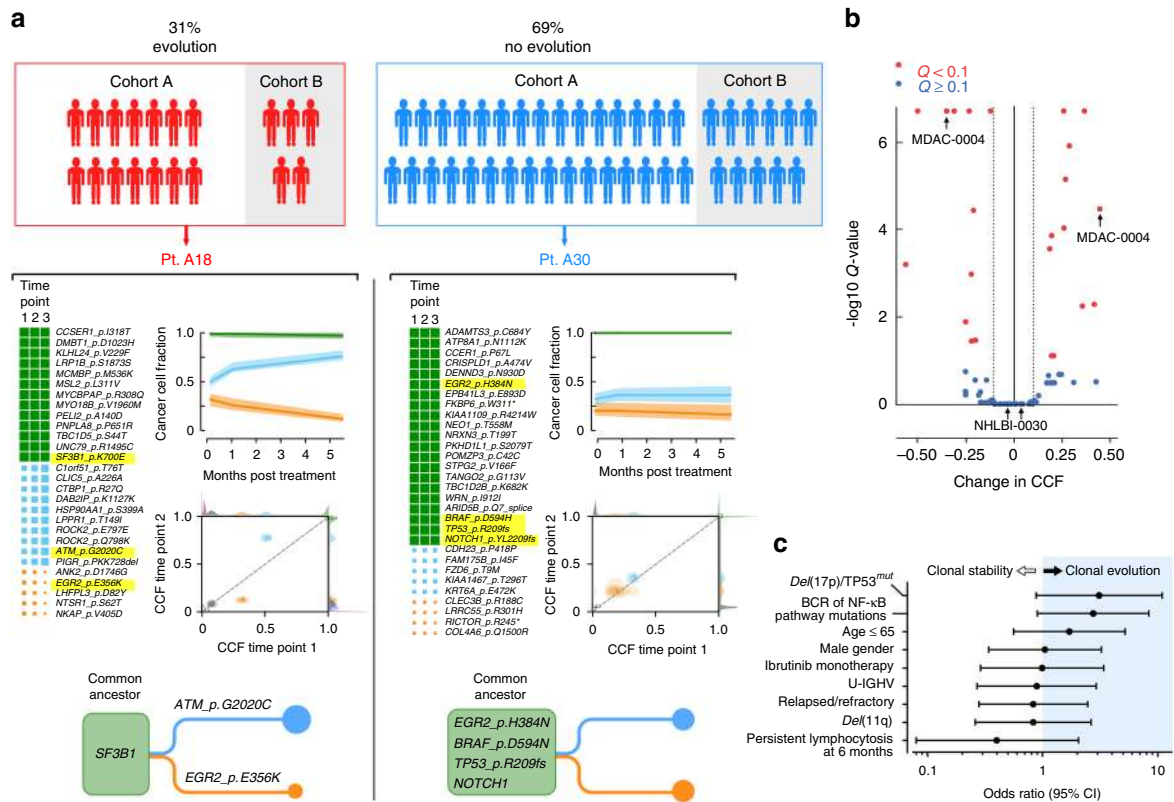 a
31%
evolution
69%
no evolution
Cohort A
Cohort B
Cohort A
Cohort B
Pt. A18
Pt. A30
Time
point
1 2 3
CCSER1_p.I318T
DMBT1_p.D1023H
KLHL24_p.V229F
LRP1B_p.S1873S
MCMBP_p.M536K
MSL2_p.L311V
MYCBPAP_p.R308Q
MYO18B_p.V1960M
PELI2_p.A140D
PNPLA8_p.P651R
TBC1D5_p.S44T
UNC79_p.R1495C
SF3B1_p.K700E
C1orf51_p.T76T
CLIC5_p.A226A
CTBP1_p.R27Q
DAB2IP_p.K1127K
HSP90AA1_p.S399A
LPPR1_p.T149I
ROCK2_p.E797E
ROCK2_p.Q798K
ATM_p.G2020C
PIGR_p.PKK728del
ANK2_p.D1746G
EGR2_p.E356K
LHFPL3_p.D82Y
NTSR1_p.S62T
NKAP_p.V405D
Cancer cell fraction
1.0
0.5
0
0 1 2 3 4 5
Months post treatment
CCF time point 2
1.0
0
0.0 0.5 1.0
CCF time point 1
Time
point
1 2 3
ADAMTS3_p.C684Y
ATP8A1_p.N1112K
CCER1_p.P67L
CRISPLD1_p.A474V
DENND3_p.N930D
EGR2_p.H384N
EPB41L3_p.E893D
FKBP6_p.W311*
KIAA1109_p.R4214W
NEO1_p.T558M
NRXN3_p.T199T
PKHD1L1_p.S2079T
POMZP3_p.C42C
STPG2_p.V166F
TANGO2_p.G113V
TBC1D2B_p.K682K
WRN_p.I912I
ARID5B_p.Q7_splice
BRAF_p.D594H
TP53_p.R209fs
NOTCH1_p.YL2209fs
CDH23_p.P418P
FAM175B_p.I45F
FZD6_p.T9M
KIAA1467_p.T296T
KRT6A_p.E472K
CLEC3B_p.R188C
LRRC55_p.R301H
RICTOR_p.R245*
COL4A6_p.Q1500R
Cancer cell fraction
1.0
0.5
0
0 1 2 3 4 5
Months post treatment
CCF time point 2
1.0
0
0.0 0.5 1.0
CCF time point 1
Common
ancestor
SF3B1
ATM_p.G2020C
EGR2_p.E356K
Common
ancestor
EGR2_p.H384N
BRAF_p.D594N
TP53_p.R209fs
NOTCH1
b
Q < 0.1
Q ≥ 0.1
-log10 Q-value
6
4
2
0
MDAC-0004
MDAC-0004
NHLBI-0030
−0.50 −0.25 0 0.25 0.50
Change in CCF
c
Clonal stability
Clonal evolution
Del(17p)/TP53mut
BCR of NF-κB
pathway mutations
Age ≤ 65
Male gender
Ibrutinib monotherapy
U-IGHV
Relapsed/refractory
Del(11q)
Persistent lymphocytosis
at 6 months
0.1 1 10
Odds ratio (95% CI)